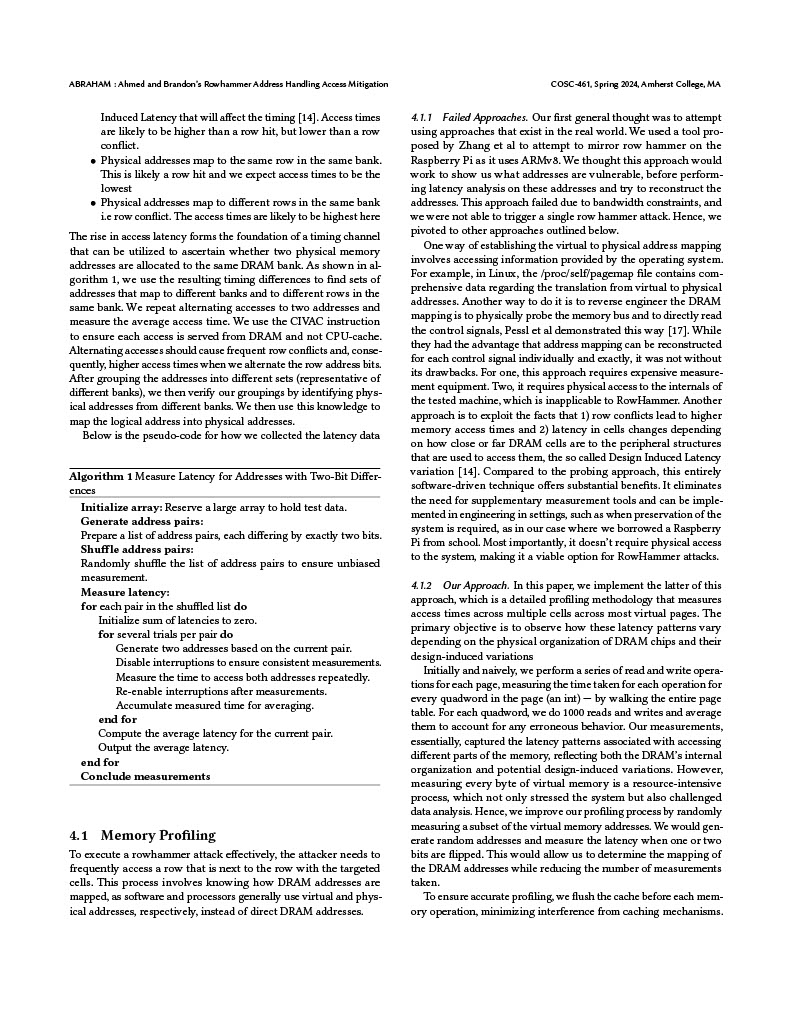 ABRAHAM : Ahmed and Brandon's Rowhammer Address Handling Access Mitigation
COSC-461, Spring 2024, Amherst College, MA
Induced Latency that will affect the timing [14]. Access times
are likely to be higher than a row hit, but lower than a row
conflict.
• Physical addresses map to the same row in the same bank.
This is likely a row hit and we expect access times to be the
lowest
• Physical addresses map to different rows in the same bank
i.e row conflict. The access times are likely to be highest here
The rise in access latency forms the foundation of a timing channel
that can be utilized to ascertain whether two physical memory
addresses are allocated to the same DRAM bank. As shown in al-
gorithm 1, we use the resulting timing differences to find sets of
addresses that map to different banks and to different rows in the
same bank. We repeat alternating accesses to two addresses and
measure the average access time. We use the CIVAC instruction
to ensure each access is served from DRAM and not CPU-cache.
Alternating accesses should cause frequent row conflicts and, conse-
quently, higher access times when we alternate the row address bits.
After grouping the addresses into different sets (representative of
different banks), we then verify our groupings by identifying phys-
ical addresses from different banks. We then use this knowledge to
map the logical address into physical addresses.
Below is the pseudo-code for how we collected the latency data
Algorithm 1 Measure Latency for Addresses with Two-Bit Differ-
ences
Initialize array: Reserve a large array to hold test data.
Generate address pairs:
Prepare a list of address pairs, each differing by exactly two bits.
Shuffle address pairs:
Randomly shuffle the list of address pairs to ensure unbiased
measurement.
Measure latency:
for each pair in the shuffled list do
Initialize sum of latencies to zero.
for several trials per pair do
Generate two addresses based on the current pair.
Disable interruptions to ensure consistent measurements.
Measure the time to access both addresses repeatedly.
Re-enable interruptions after measurements.
Accumulate measured time for averaging.
end for
Compute the average latency for the current pair.
Output the average latency.
end for
Conclude measurements
4.1 Memory Profiling
To execute a rowhammer attack effectively, the attacker needs to
frequently access a row that is next to the row with the targeted
cells. This process involves knowing how DRAM addresses are
mapped, as software and processors generally use virtual and phys-
ical addresses, respectively, instead of direct DRAM addresses.
4.1.1 Failed Approaches. Our first general thought was to attempt
using approaches that exist in the real world. We used a tool pro-
posed by Zhang et al to attempt to mirror row hammer on the
Raspberry Pi as it uses ARMv8. We thought this approach would
work to show us what addresses are vulnerable, before perform-
ing latency analysis on these addresses and try to reconstruct the
addresses. This approach failed due to bandwidth constraints, and
we were not able to trigger a single row hammer attack. Hence, we
pivoted to other approaches outlined below.
One way of establishing the virtual to physical address mapping
involves accessing information provided by the operating system.
For example, in Linux, the /proc/self/pagemap file contains com-
prehensive data regarding the translation from virtual to physical
addresses. Another way to do it is to reverse engineer the DRAM
mapping is to physically probe the memory bus and to directly read
the control signals, Pessl et al demonstrated this way [17]. While
they had the advantage that address mapping can be reconstructed
for each control signal individually and exactly, it was not without
its drawbacks. For one, this approach requires expensive measure-
ment equipment. Two, it requires physical access to the internals of
the tested machine, which is inapplicable to RowHammer. Another
approach is to exploit the facts that 1) row conflicts lead to higher
memory access times and 2) latency in cells changes depending
on how close or far DRAM cells are to the peripheral structures
that are used to access them, the so called Design Induced Latency
variation [14]. Compared to the probing approach, this entirely
software-driven technique offers substantial benefits. It eliminates
the need for supplementary measurement tools and can be imple-
mented in engineering in settings, such as when preservation of the
system is required, as in our case where we borrowed a Raspberry
Pi from school. Most importantly, it doesn't require physical access
to the system, making it a viable option for RowHammer attacks.
4.1.2 Our Approach. In this paper, we implement the latter of this
approach, which is a detailed profiling methodology that measures
access times across multiple cells across most virtual pages. The
primary objective is to observe how these latency patterns vary
depending on the physical organization of DRAM chips and their
design-induced variations
Initially and naively, we perform a series of read and write opera-
tions for each page, measuring the time taken for each operation for
every quadword in the page (an int) — by walking the entire page
table. For each quadword, we do 1000 reads and writes and average
them to account for any erroneous behavior. Our measurements,
essentially, captured the latency patterns associated with accessing
different parts of the memory, reflecting both the DRAM's internal
organization and potential design-induced variations. However,
measuring every byte of virtual memory is a resource-intensive
process, which not only stressed the system but also challenged
data analysis. Hence, we improve our profiling process by randomly
measuring a subset of the virtual memory addresses. We would gen-
erate random addresses and measure the latency when one or two
bits are flipped. This would allow us to determine the mapping of
the DRAM addresses while reducing the number of measurements
taken.
To ensure accurate profiling, we flush the cache before each mem-
ory operation, minimizing interference from caching mechanisms.